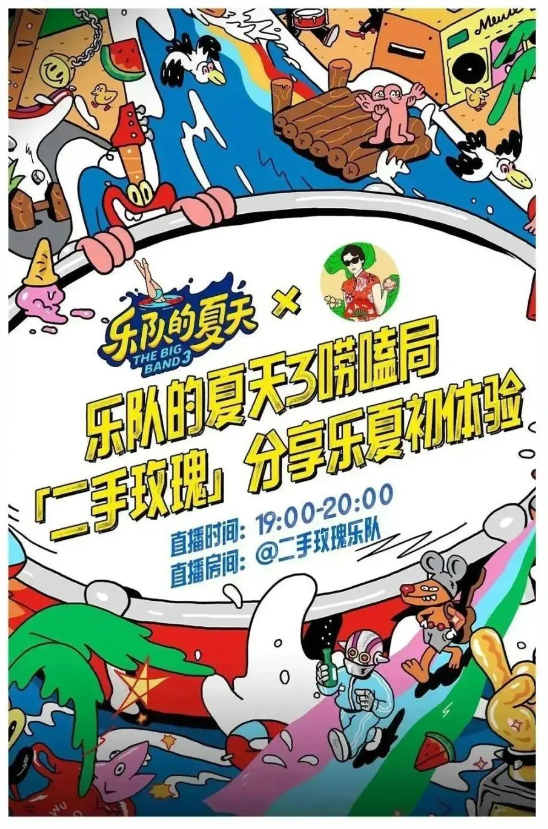 Meute
乐队的夏天
THE BIG
BAND 3
×
乐队的夏天3唠嗑局
「二手玫瑰」分享乐夏初体验
直播时间：19:00-20:00
直播房间：@二手玫瑰乐队
WU